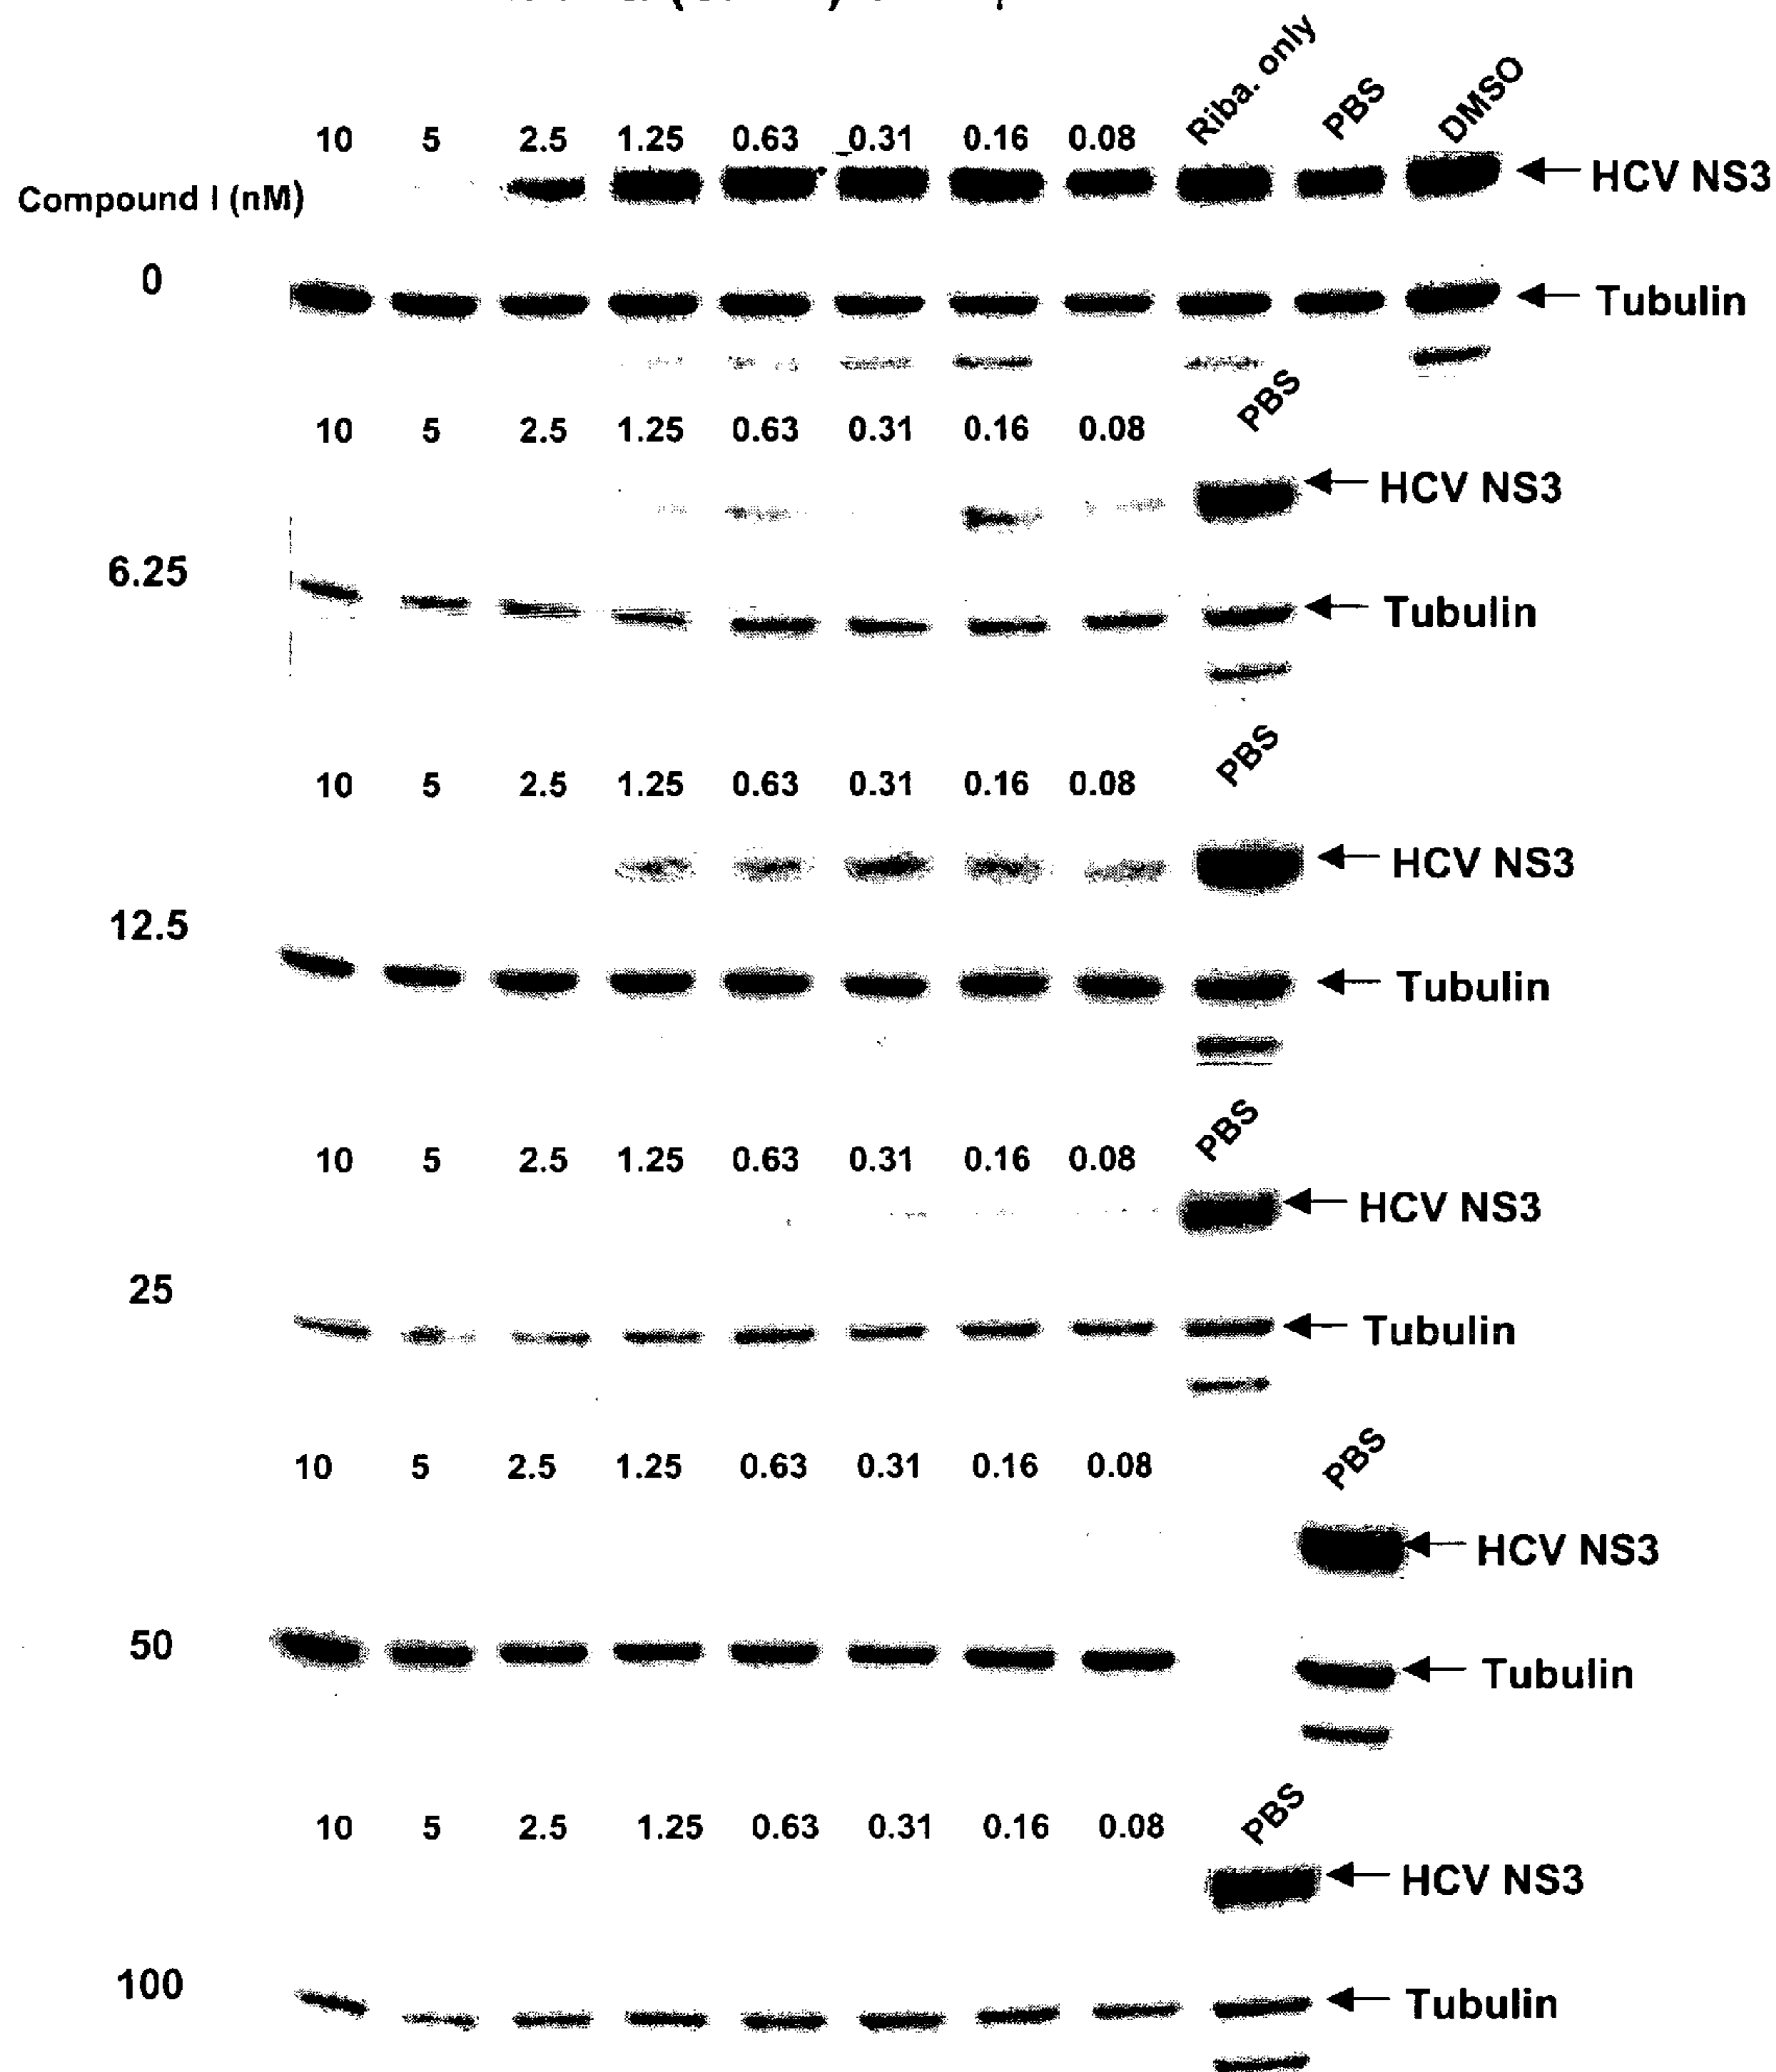 Riba. only PBS DMSO
10 5 2.5 1.25 0.63 0.31 0.16 0.08
HCV NS3
Compound I (nM)
0
Tubulin
PBS
10 5 2.5 1.25 0.63 0.31 0.16 0.08
HCV NS3
6.25
Tubulin
PBS
10 5 2.5 1.25 0.63 0.31 0.16 0.08
HCV NS3
12.5
Tubulin
PBS
10 5 2.5 1.25 0.63 0.31 0.16 0.08
HCV NS3
25
Tubulin
PBS
10 5 2.5 1.25 0.63 0.31 0.16 0.08
HCV NS3
50
Tubulin
PBS
10 5 2.5 1.25 0.63 0.31 0.16 0.08
HCV NS3
100
Tubulin